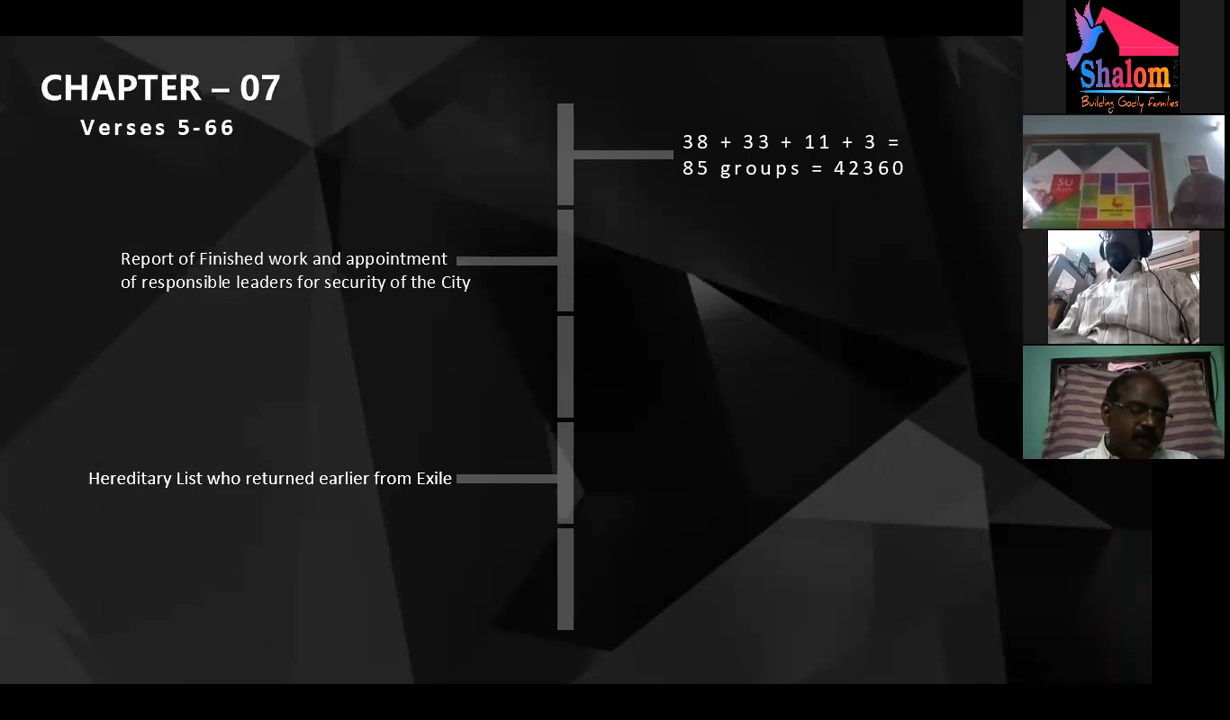 CHAPTER – 07
Verses 5-66
38 + 33 + 11 + 3 =
85 groups = 42360
Report of Finished work and appointment
of responsible leaders for security of the City
Hereditary List who returned earlier from Exile
Shalom
Building Godly families
SU